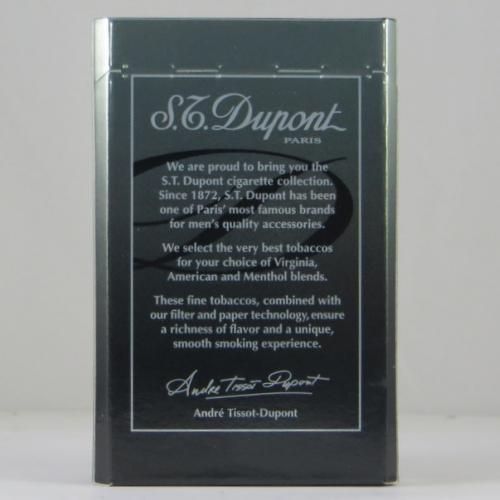 S.T. Dupont
PARIS
We are proud to bring you the
S.T. Dupont cigarette collection.
Since 1872, S.T. Dupont has been
one of Paris' most famous brands
for men's quality accessories.
We select the very best tobaccos
for your choice of Virginia,
American and Menthol blends.
These fine tobaccos, combined with
our filter and paper technology, ensure
a richness of flavor and a unique,
smooth smoking experience.
André Tissot Dupont
André Tissot-Dupont